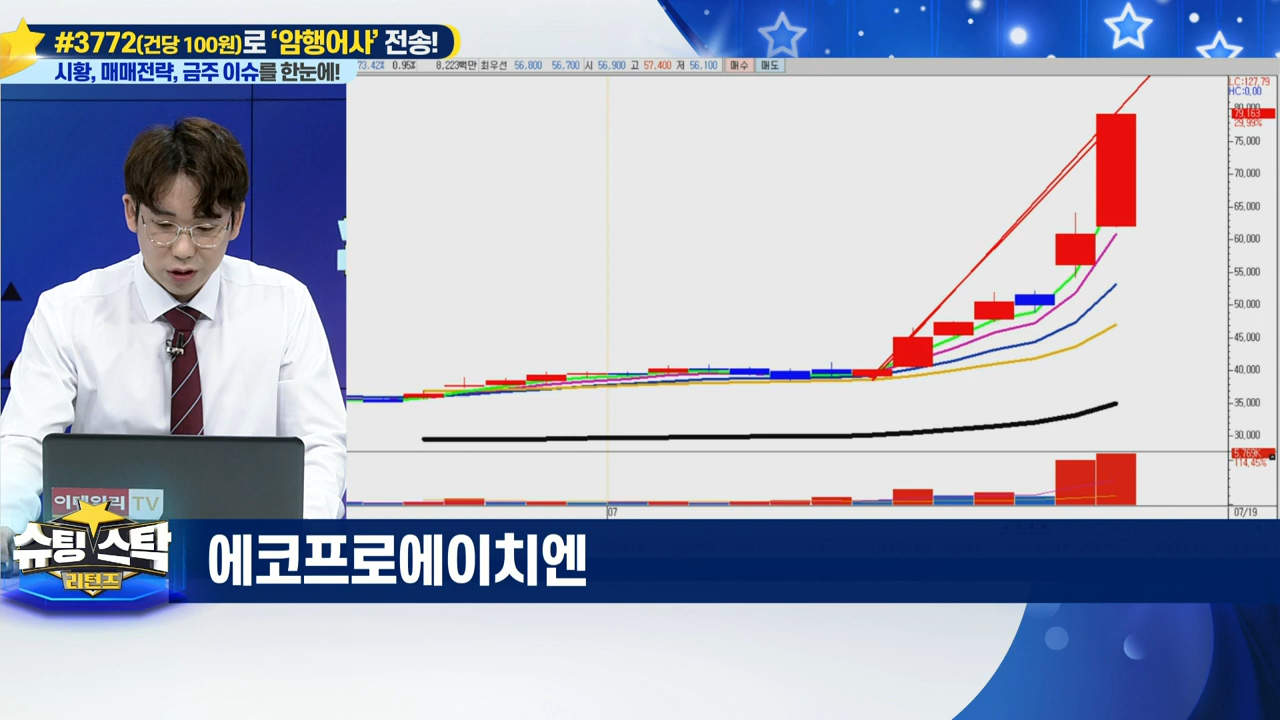 #3772(건당 100원)로 '암행어사' 전송!
시황, 매매전략, 금주 이슈를 한눈에!
73.42% 0.95% 8,223백만 최우선 56,800 56,700 시 56,900 고 57,400 저 56,100 매수 매도
LC:127.79
HC:0.00
80,000
79,163
29.99%
75,000
70,000
65,000
60,000
55,000
50,000
45,000
40,000
35,000
30,000
5,769K
114.45%
07
07/19
이데일리 TV
슈팅 스탁
리턴즈
에코프로에이치엔